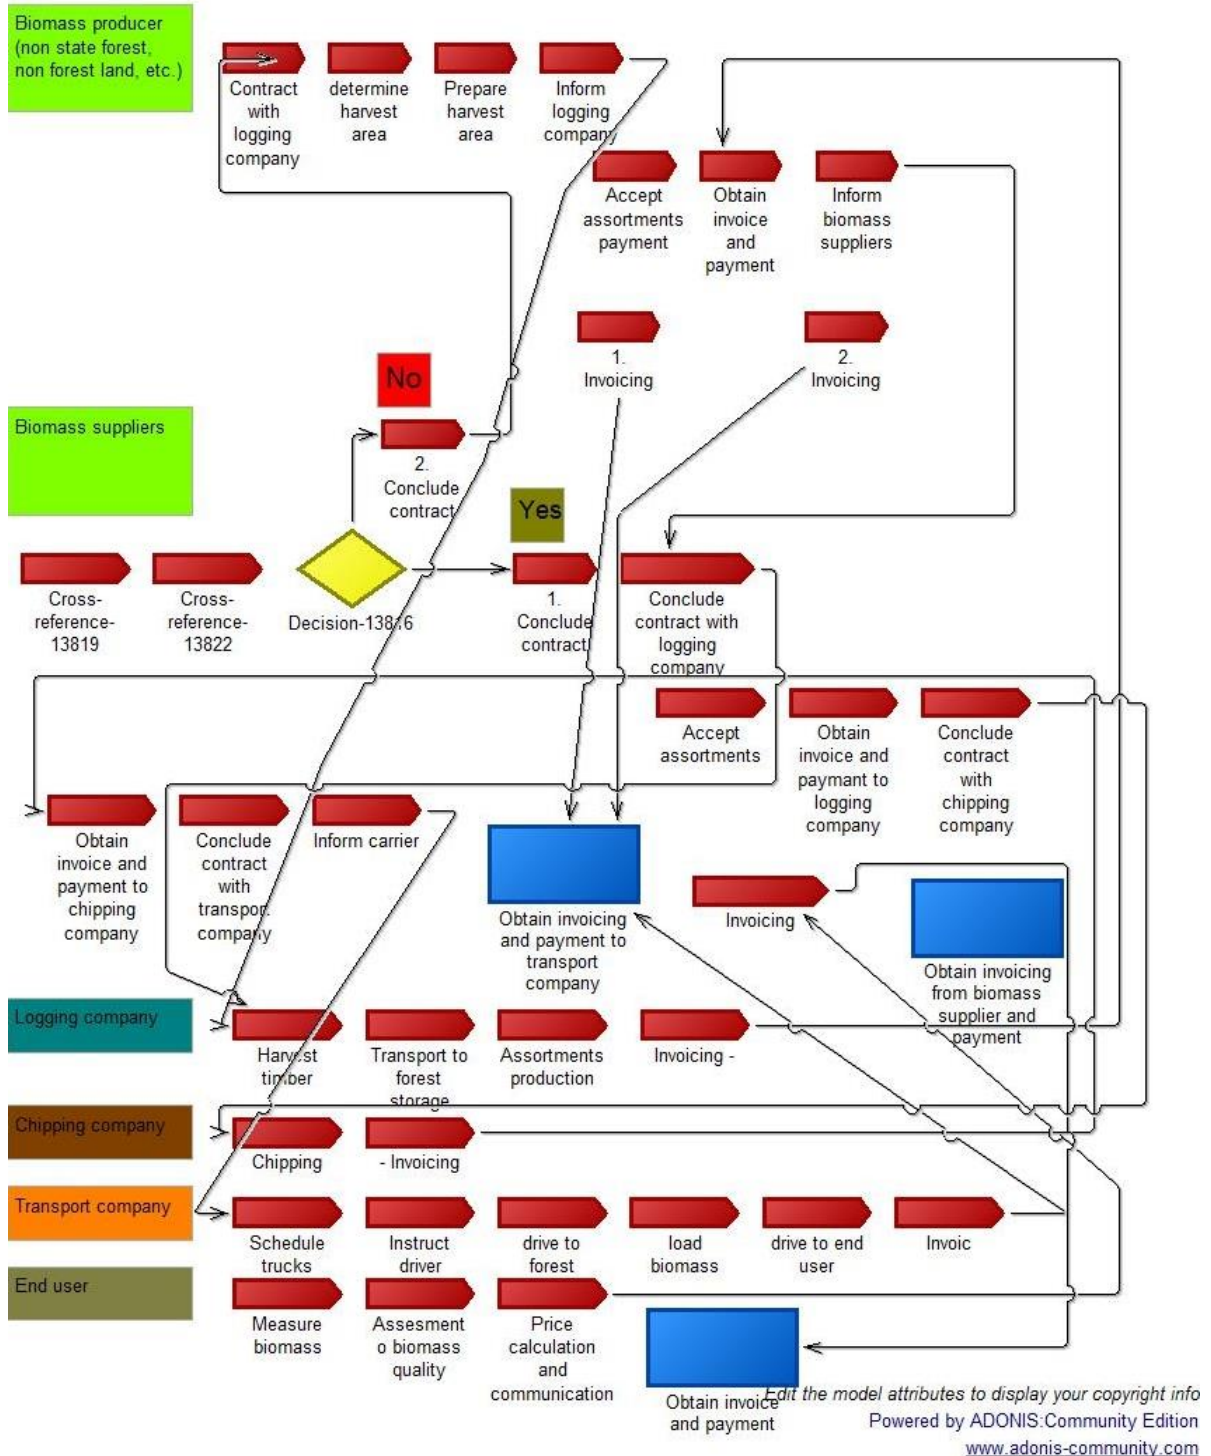 Biomass producer
(non state forest,
non forest land, etc.)
Contract
with
logging
company
determine
harvest
area
Prepare
harvest
area
Inform
logging
company
Accept
assortments
payment
Obtain
invoice
and
payment
Inform
biomass
suppliers
1.
Invoicing
2.
Invoicing
No
Biomass suppliers
2.
Conclude
contract
Yes
Cross-
reference-
13819
Cross-
reference-
13822
Decision-13816
1.
Conclude
contract
Conclude
contract with
logging
company
Accept
assortments
Obtain
invoice and
paymant to
logging
company
Conclude
contract
with
chipping
company
Obtain
invoice and
payment to
chipping
company
Conclude
contract
with
transport
company
Inform carrier
Obtain invoicing
and payment to
transport
company
Invoicing
Obtain invoicing
from biomass
supplier and
payment
Logging company
Harvest
timber
Transport to
forest
storage
Assortments
production
Invoicing -
Chipping company
Chipping
- Invoicing
Transport company
Schedule
trucks
Instruct
driver
drive to
forest
load
biomass
drive to end
user
Invoic
End user
Measure
biomass
Assesment
o biomass
quality
Price
calculation
and
communication
Obtain invoice
and payment
Edit the model attributes to display your copyright info
Powered by ADONIS:Community Edition
www.adonis-community.com